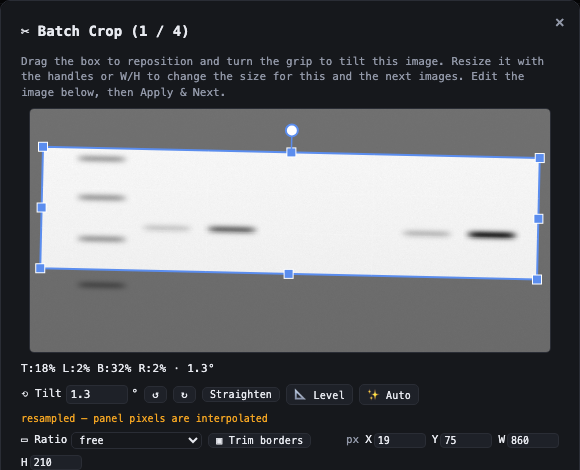 ✂ Batch Crop (1 / 4)
×
Drag the box to reposition and turn the grip to tilt this image. Resize it with
the handles or W/H to change the size for this and the next images. Edit the
image below, then Apply & Next.
T:18% L:2% B:32% R:2% · 1.3°
⟲ Tilt 1.3 ° ↺ ↻ Straighten 📐 Level ✨ Auto
resampled — panel pixels are interpolated
▭ Ratio free ▣ Trim borders px X 19 Y 75 W 860
H 210